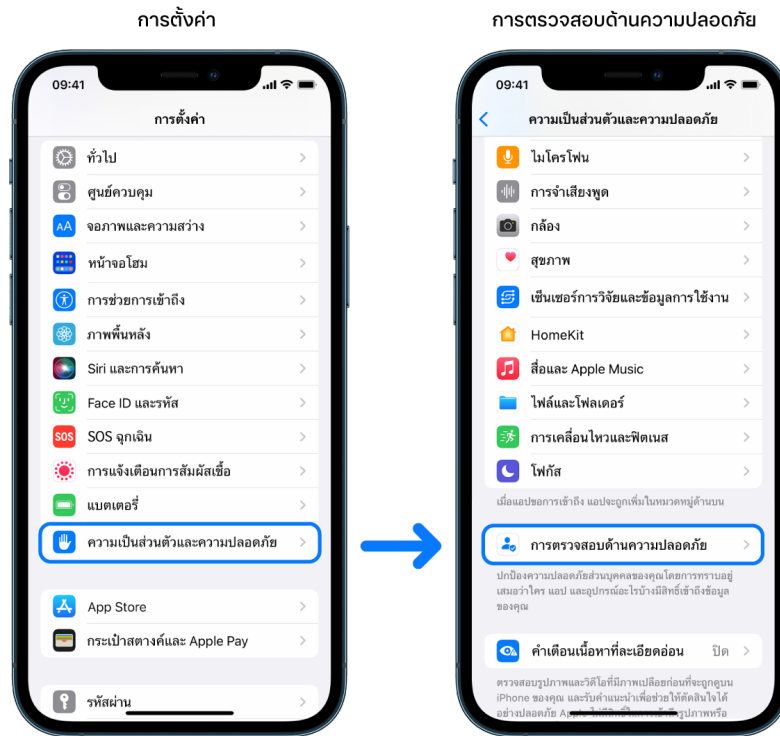 การตั้งค่า
09:41
การตั้งค่า
ทั่วไป
ศูนย์ควบคุม
AA จอภาพและความสว่าง
หน้าจอโฮม
การช่วยการเข้าถึง
ภาพพื้นหลัง
Siri และการค้นหา
Face ID และรหัส
SOS SOS ฉุกเฉิน
การแจ้งเตือนการสัมผัสเชื้อ
แบตเตอรี่
ความเป็นส่วนตัวและความปลอดภัย
App Store
กระเป๋าสตางค์และ Apple Pay
รหัสผ่าน
การตรวจสอบด้านความปลอดภัย
09:41
ความเป็นส่วนตัวและความปลอดภัย
ไมโครโฟน
การจำเสียงพูด
กล้อง
สุขภาพ
เซ็นเซอร์การวิจัยและข้อมูลการใช้งาน
HomeKit
สื่อและ Apple Music
ไฟล์และโฟลเดอร์
การเคลื่อนไหวและฟิตเนส
โฟกัส
เมื่อแอปขอการเข้าถึง แอปจะถูกเพิ่มในหมวดหมู่ด้านบน
การตรวจสอบด้านความปลอดภัย
ปกป้องความปลอดภัยส่วนบุคคลของคุณโดยการทราบอยู่
เสมอว่าใคร แอป และอุปกรณ์อะไรบ้างมีสิทธิ์เข้าถึงข้อมูล
ของคุณ
คำเตือนเนื้อหาที่ละเอียดอ่อน ปิด
ตรวจสอบรูปภาพและวิดีโอที่มีภาพเปลือยก่อนที่จะถูกดูบน
iPhone ของคุณ และรับคำแนะนำเพื่อช่วยให้ตัดสินใจได้
อย่างปลอดภัย